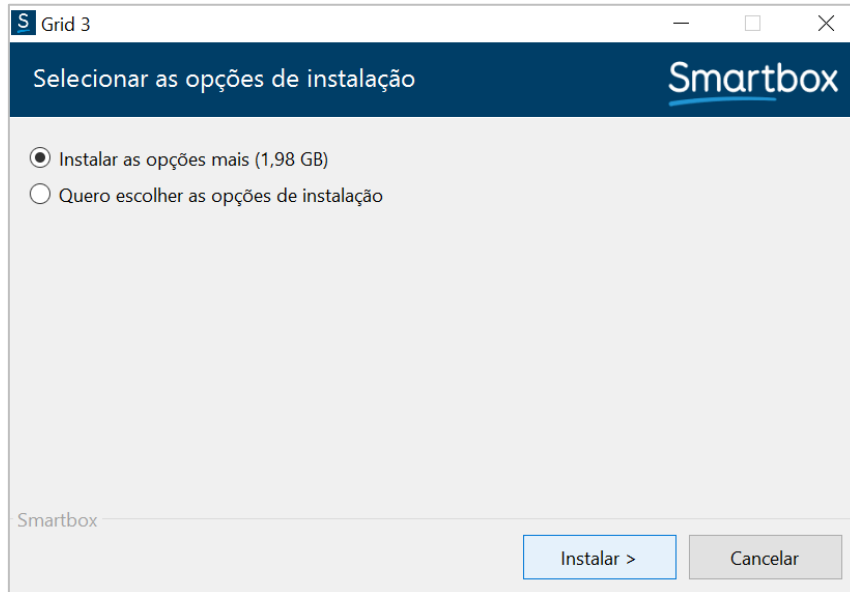 Grid 3
Selecionar as opções de instalação
Smartbox
Instalar as opções mais (1,98 GB)
Quero escolher as opções de instalação
Smartbox
Instalar >
Cancelar